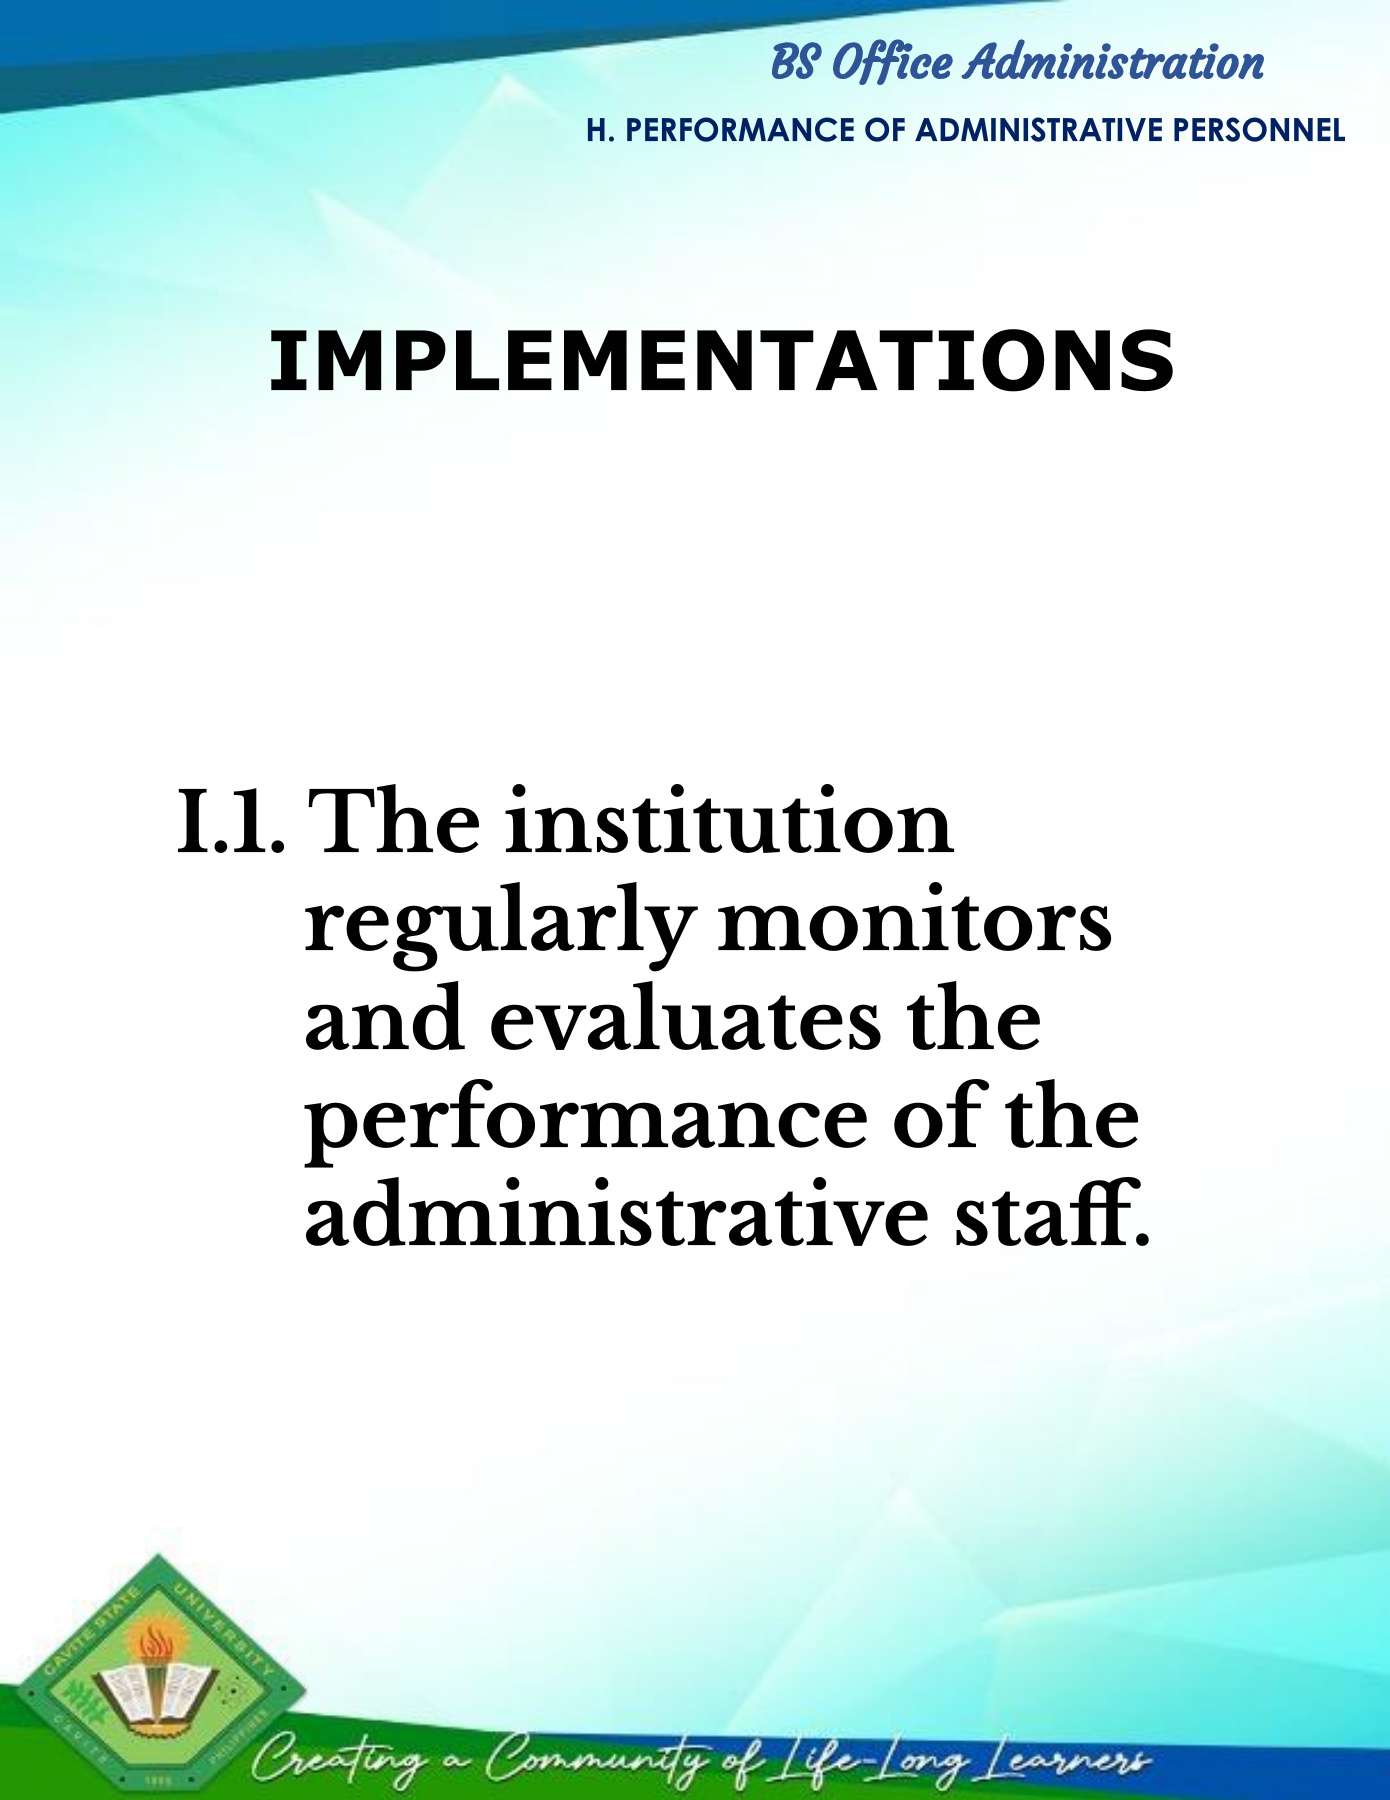 BS Office Administration
H. PERFORMANCE OF ADMINISTRATIVE PERSONNEL
IMPLEMENTATIONS
I.1. The institution
regularly monitors
and evaluates the
performance of the
administrative staff.
CAVITE STATE UNIVERSITY
CAVITE PHILIPPINES
Creating a Community of Life-Long Learners